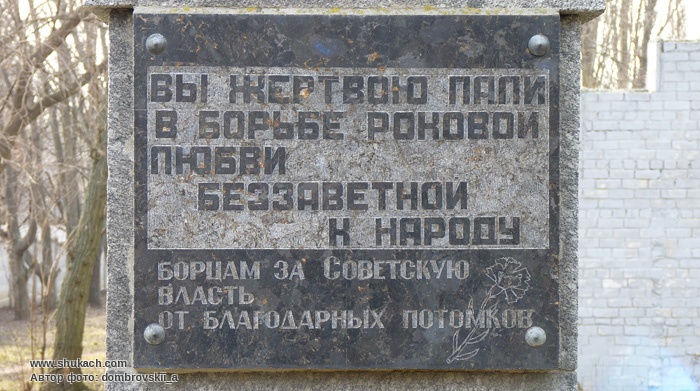 ВЫ ЖЕРТВОЮ ПАЛИ
В БОРЬБЕ РОКОВОЙ
ЛЮБВИ
БЕЗЗАВЕТНОЙ
К НАРОДУ
БОРЦАМ ЗА СОВЕТСКУЮ
ВЛАСТЬ
ОТ БЛАГОДАРНЫХ ПОТОМКОВ
www.shukach.com
Автор фото: dombrovskii_a